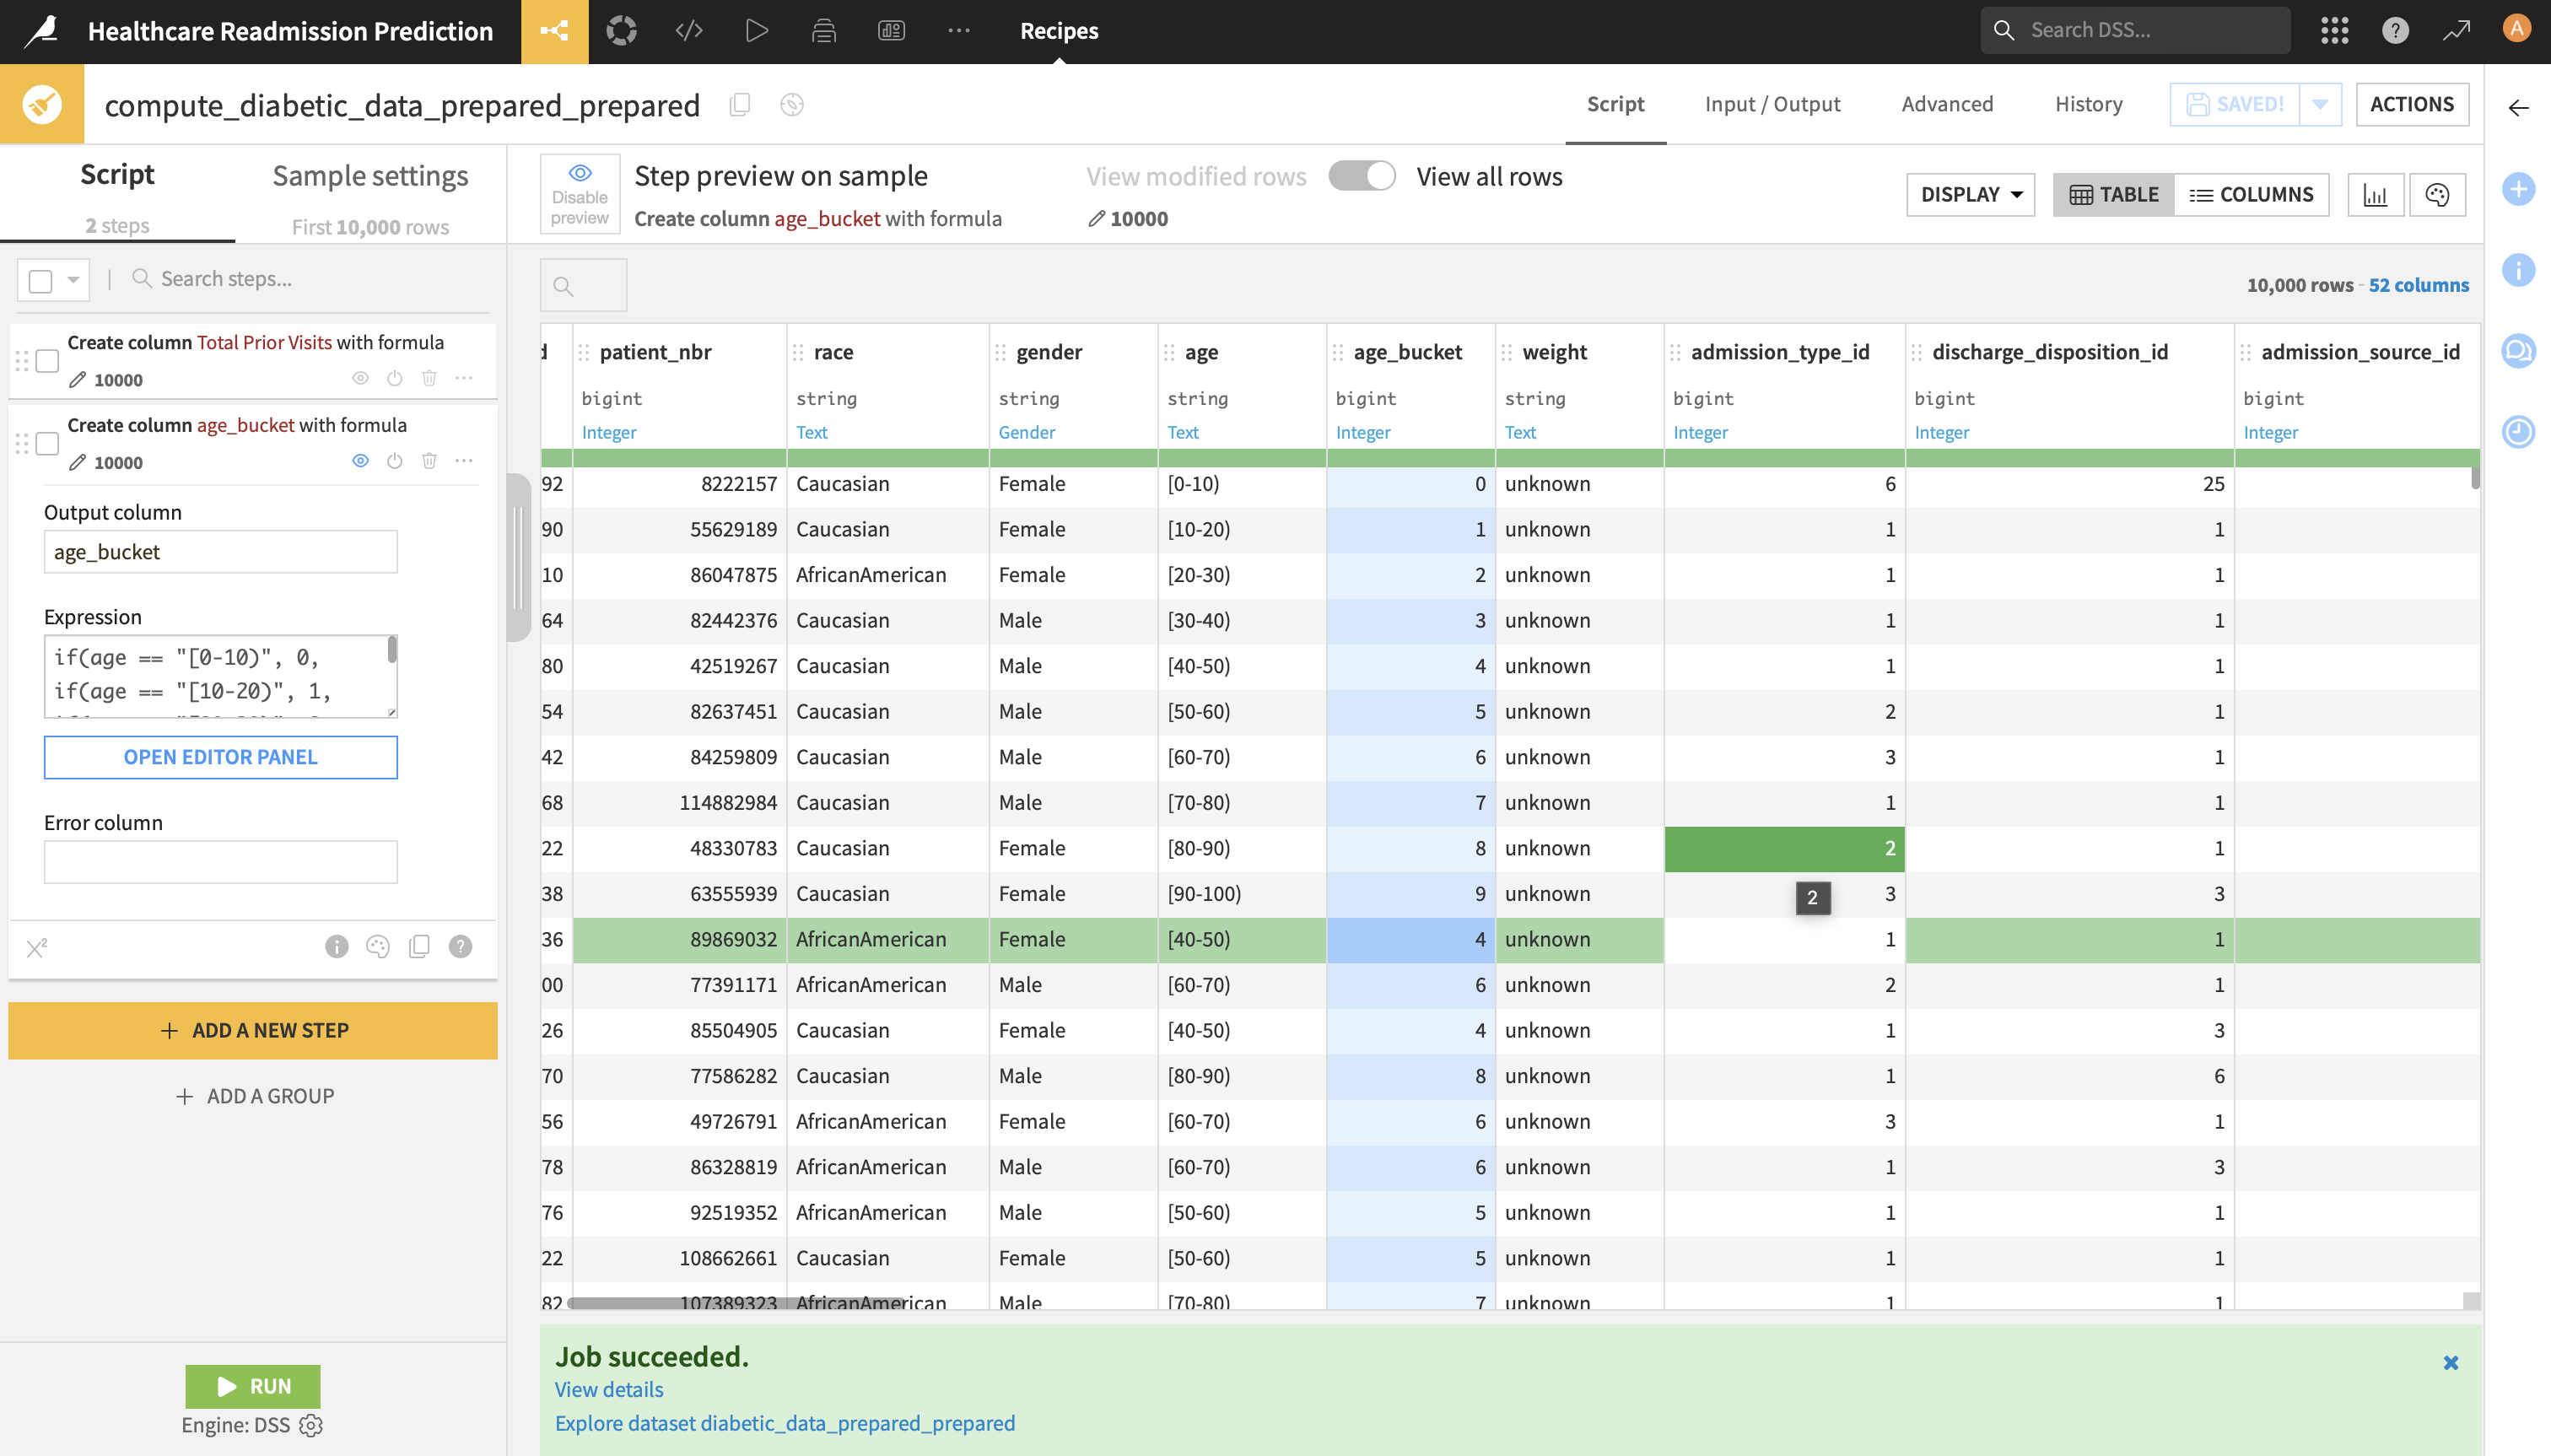 Healthcare Readmission Prediction
Recipes
Search DSS...
A
compute_diabetic_data_prepared_prepared
Script
Input / Output
Advanced
History
SAVED!
ACTIONS
Script
2 steps
Sample settings
First 10,000 rows
Disable preview
Step preview on sample
Create column age_bucket with formula
View modified rows
View all rows
10000
DISPLAY
TABLE
COLUMNS
Search steps...
10,000 rows - 52 columns
Create column Total Prior Visits with formula
10000
Create column age_bucket with formula
10000
Output column
age_bucket
Expression
if(age == "[0-10)", 0,
if(age == "[10-20)", 1,
OPEN EDITOR PANEL
Error column
X²
+ ADD A NEW STEP
+ ADD A GROUP
RUN
Engine: DSS
d patient_nbr race gender age age_bucket weight admission_type_id discharge_disposition_id admission_source_id
bigint string string string bigint string bigint bigint bigint
Integer Text Gender Text Integer Text Integer Integer Integer
92 8222157 Caucasian Female [0-10) 0 unknown 6 25
90 55629189 Caucasian Female [10-20) 1 unknown 1 1
10 86047875 AfricanAmerican Female [20-30) 2 unknown 1 1
64 82442376 Caucasian Male [30-40) 3 unknown 1 1
80 42519267 Caucasian Male [40-50) 4 unknown 1 1
54 82637451 Caucasian Male [50-60) 5 unknown 2 1
42 84259809 Caucasian Male [60-70) 6 unknown 3 1
68 114882984 Caucasian Male [70-80) 7 unknown 1 1
22 48330783 Caucasian Female [80-90) 8 unknown 2 1
38 63555939 Caucasian Female [90-100) 9 unknown 2 3 3
36 89869032 AfricanAmerican Female [40-50) 4 unknown 1 1
00 77391171 AfricanAmerican Male [60-70) 6 unknown 2 1
26 85504905 Caucasian Female [40-50) 4 unknown 1 3
70 77586282 Caucasian Male [80-90) 8 unknown 1 6
56 49726791 AfricanAmerican Female [60-70) 6 unknown 3 1
78 86328819 AfricanAmerican Male [60-70) 6 unknown 1 3
76 92519352 AfricanAmerican Male [50-60) 5 unknown 1 1
22 108662661 Caucasian Female [50-60) 5 unknown 1 1
82 107389323 AfricanAmerican Male [70-80) 7 unknown 1 1
Job succeeded.
View details
Explore dataset diabetic_data_prepared_prepared